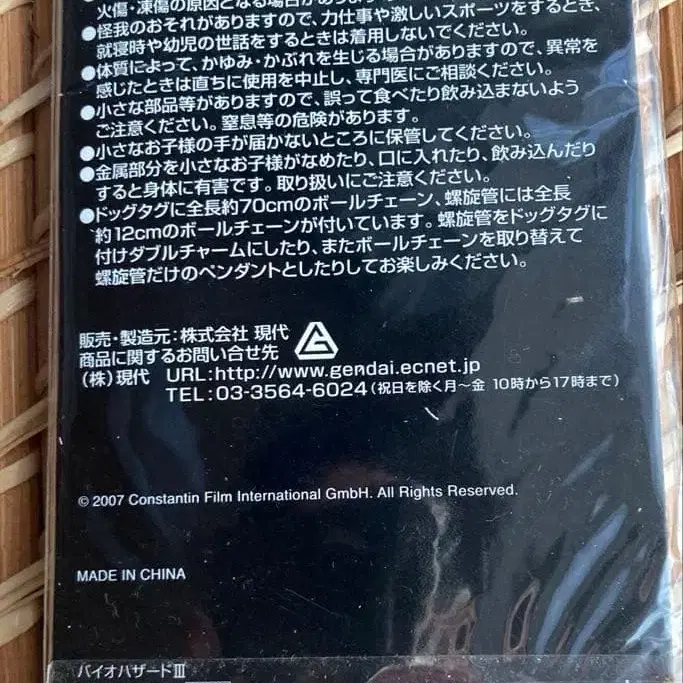 火傷・凍傷の原因となる場合があります
●怪我のおそれがありますので、力仕事や激しいスポーツをするとき、
就寝時や幼児の世話をするときは着用しないでください。
●体質によって、かゆみ・かぶれを生じる場合がありますので、異常を
感じたときは直ちに使用を中止し、専門医にご相談ください。
●小さな部品等がありますので、誤って食べたり飲み込まないよう
ご注意ください。窒息等の危険があります。
●小さなお子様の手が届かないところに保管してください。
●金属部分を小さなお子様がなめたり、口に入れたり、飲み込んだり
すると身体に有害です。取り扱いにご注意ください。
●ドッグタグに全長約70cmのボールチェーン、螺旋管には全長
約12cmのボールチェーンが付いています。螺旋管をドッグタグに
付けダブルチャームにしたり、またボールチェーンを取り替えて
螺旋管だけのペンダントとしたりしてお楽しみください。
販売・製造元:株式会社 現代
商品に関するお問い合せ先
(株)現代 URL:http://www.gendai.ecnet.jp
TEL:03-3564-6024(祝日を除く月〜金 10時から17時まで)
© 2007 Constantin Film International GmbH. All Rights Reserved.
MADE IN CHINA
バイオハザードⅢ